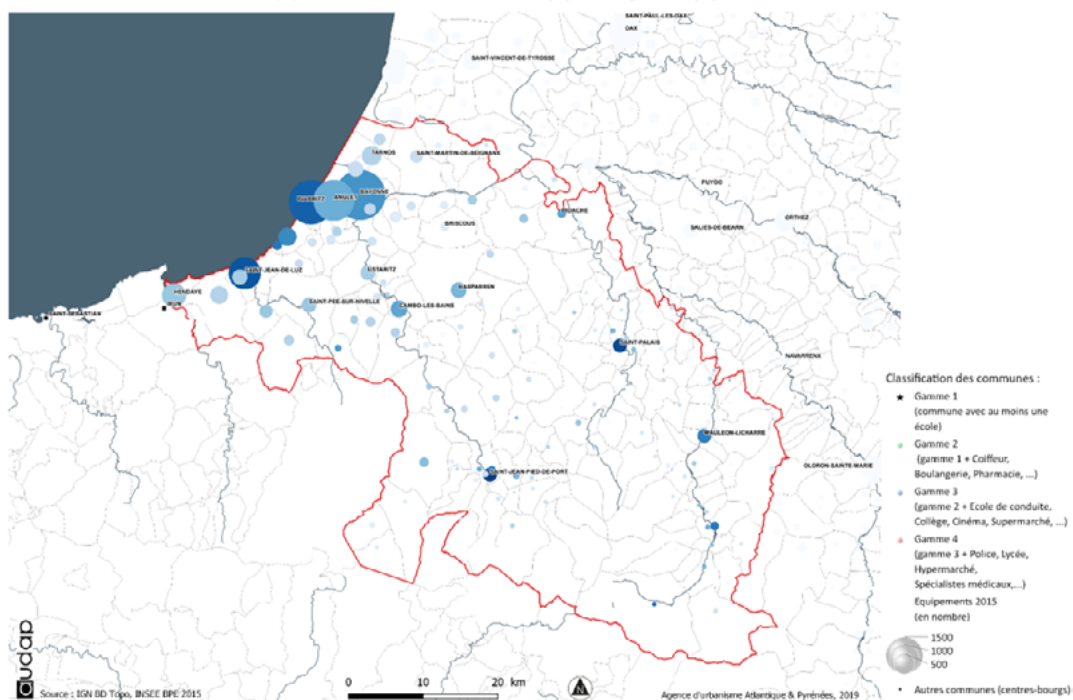 SAINT-PAUL-LES-DAX
DAX
SAINT-VINCENT-DE-TYROSSE
TARNOS
SAINT-MARTIN-DE-SEIGNANX
PUYOO
BIARRITZ
ANGLET
BAYONNE
BIDACHE
ORTHEZ
BRISCOUS
SALIES-DE-BEARN
SAINT-JEAN-DE-LUZ
USTARITZ
HENDAYE
HASPARREN
IRUN
SAINT-PEE-SUR-NIVELLE
CAMBO-LES-BAINS
SAINT-SEBASTIAN
SAINT-PALAIS
NAVARRENX
MAULEON-LICHARRE
OLORON-SAINTE-MARIE
SAINT-JEAN-PIED-DE-PORT
Classification des communes :
Gamme 1
(commune avec au moins une
école)
Gamme 2
(gamme 1 + Coiffeur,
Boulangerie, Pharmacie, ...)
Gamme 3
(gamme 2 + Ecole de conduite,
Collège, Cinéma, Supermarché, ...)
Gamme 4
(gamme 3 + Police, Lycée,
Hypermarché,
Spécialistes médicaux,...)
Equipements 2015
(en nombre)
1500
1000
500
Autres communes (centres-bourgs)
audap
Source : IGN BD Topo, INSEE BPE 2015
0 10 20 km
N
Agence d'urbanisme Atlantique & Pyrénées, 2019